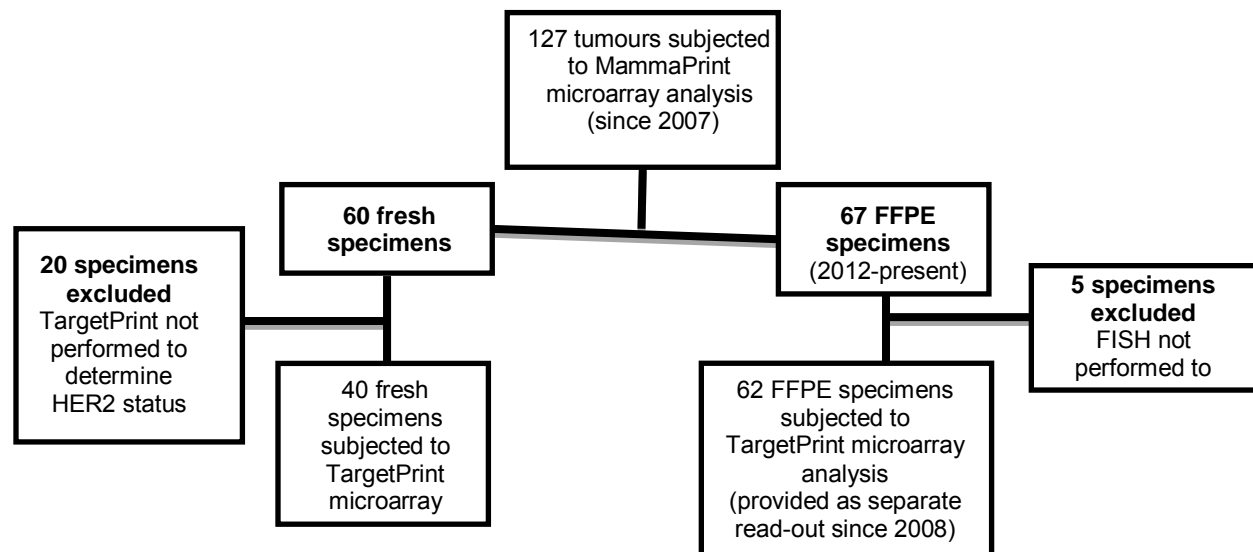 127 tumours subjected
to MammaPrint
microarray analysis
(since 2007)
60 fresh
specimens
67 FFPE
specimens
(2012-present)
20 specimens
excluded
TargetPrint not
performed to
determine
HER2 status
5 specimens
excluded
FISH not
performed to
40 fresh
specimens
subjected to
TargetPrint
microarray
62 FFPE specimens
subjected to
TargetPrint microarray
analysis
(provided as separate
read-out since 2008)